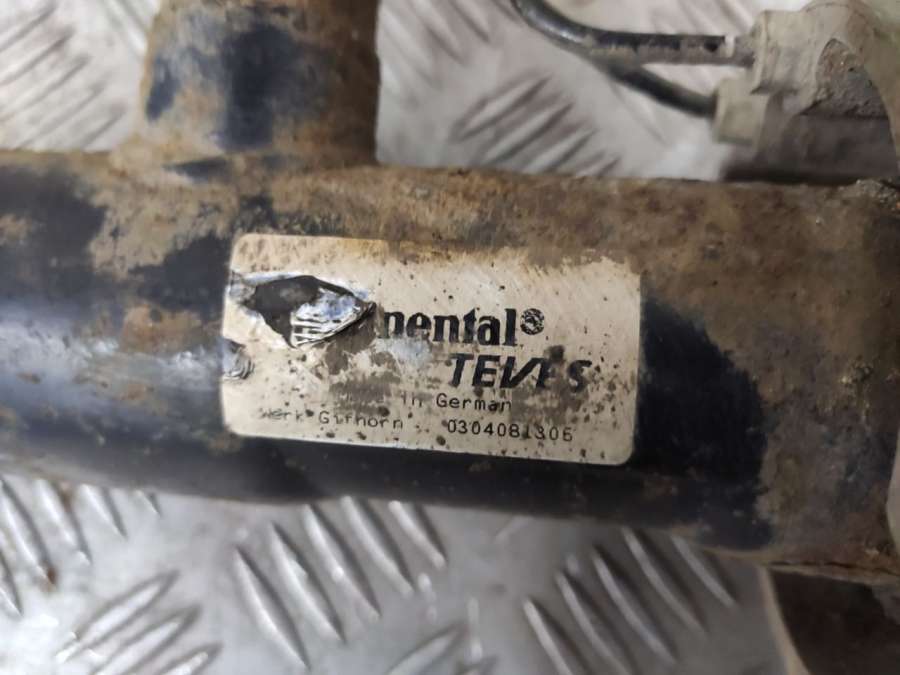 nental®
TEVES
in German
Werk Gifhorn 0304081306